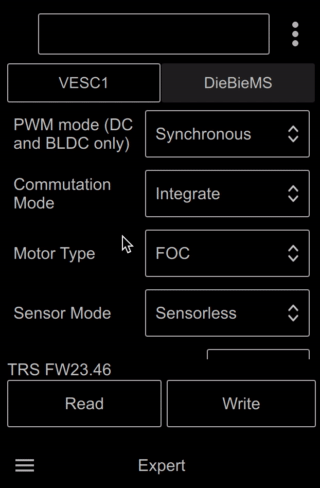 VESC1
DieBieMS
PWM mode (DC
and BLDC only)
Synchronous
Commutation
Mode
Integrate
Motor Type
FOC
Sensor Mode
Sensorless
TRS FW23.46
Read
Write
Expert